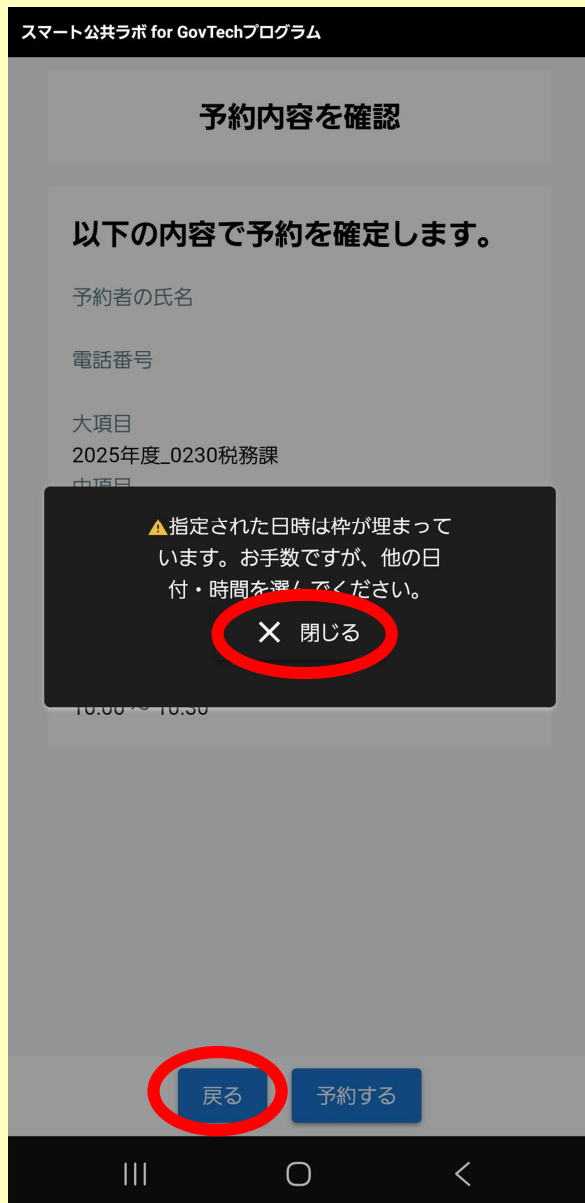 スマート公共ラボ for GovTechプログラム
予約内容を確認
以下の内容で予約を確定します。
予約者の氏名
電話番号
大項目
2025年度_0230税務課
中項目
⚠指定された日時は枠が埋まって
います。お手数ですが、他の日
付・時間を選んでください。
✕ 閉じる
10:00 ～ 10:30
戻る
予約する